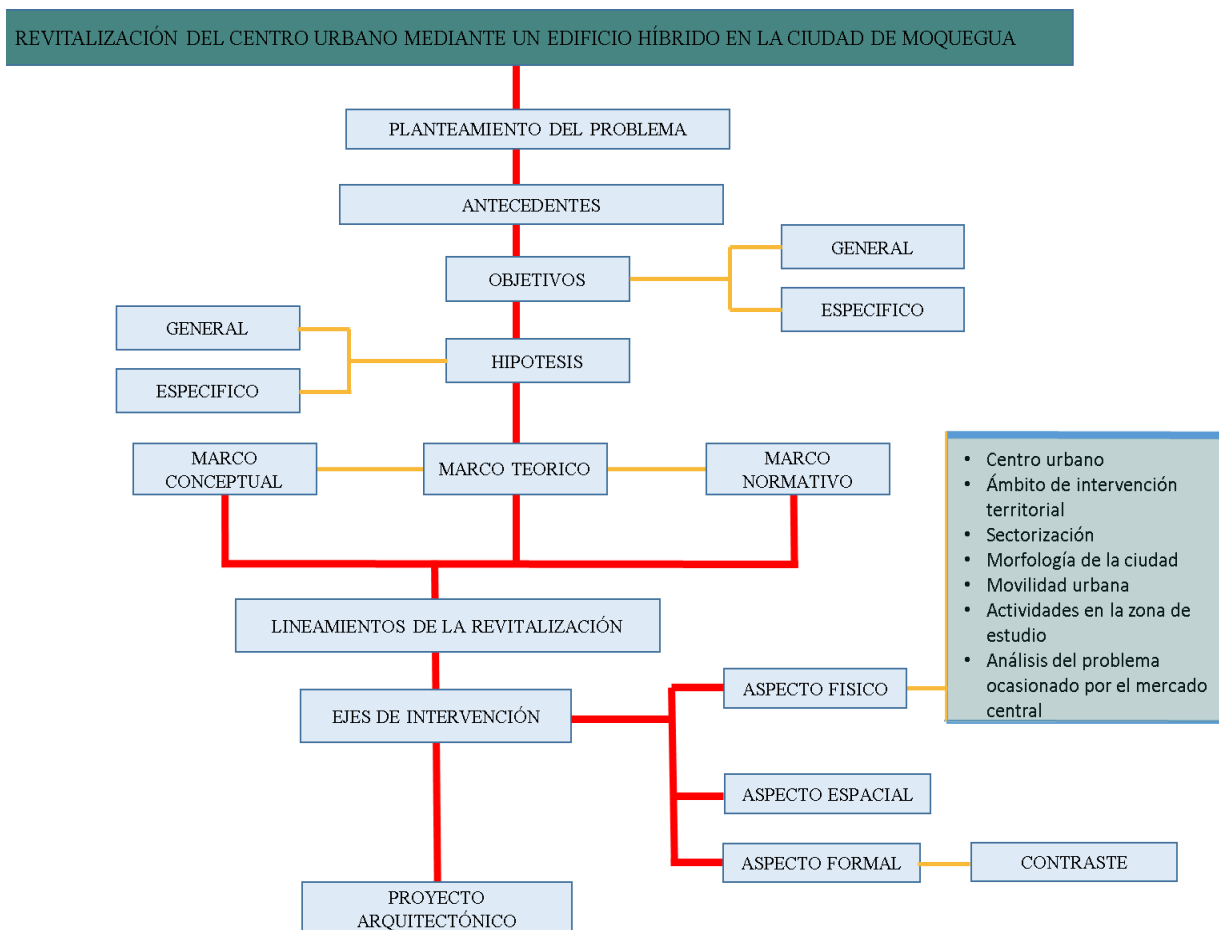 REVITALIZACIÓN DEL CENTRO URBANO MEDIANTE UN EDIFICIO HÍBRIDO EN LA CIUDAD DE MOQUEGUA
PLANTEAMIENTO DEL PROBLEMA
ANTECEDENTES
OBJETIVOS
GENERAL
ESPECIFICO
HIPOTESIS
GENERAL
ESPECIFICO
MARCO
CONCEPTUAL
MARCO TEORICO
MARCO
NORMATIVO
LINEAMIENTOS DE LA REVITALIZACIÓN
EJES DE INTERVENCIÓN
ASPECTO FISICO
• Centro urbano
• Ámbito de intervención
territorial
• Sectorización
• Morfología de la ciudad
• Movilidad urbana
• Actividades en la zona de
estudio
• Análisis del problema
ocasionado por el mercado
central
ASPECTO ESPACIAL
ASPECTO FORMAL
CONTRASTE
PROYECTO
ARQUITECTÓNICO